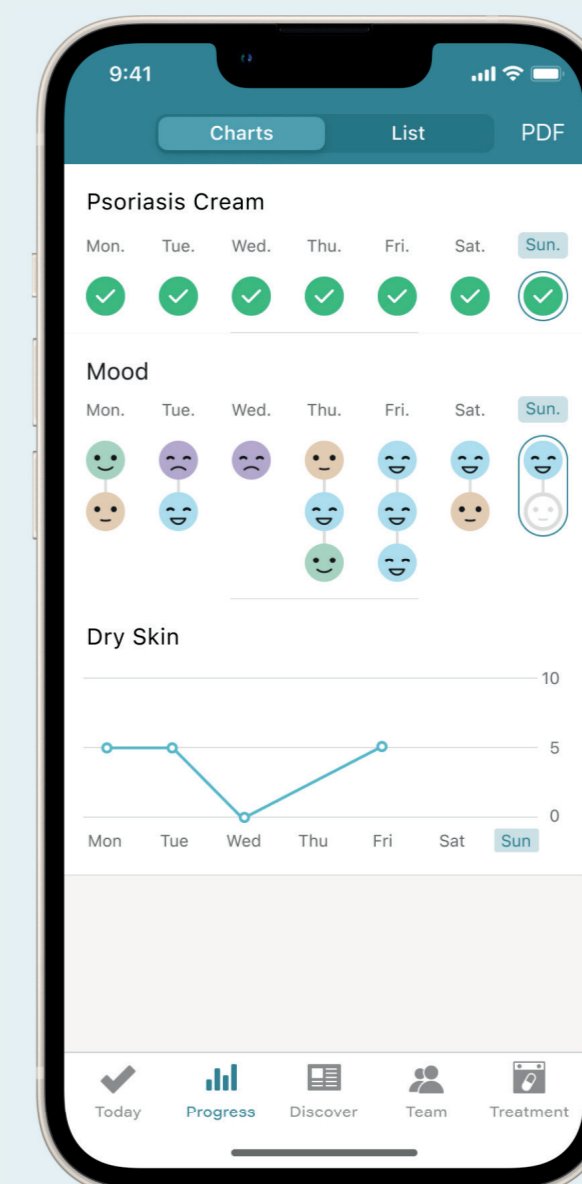 9:41
Charts List PDF
Psoriasis Cream
Mon. Tue. Wed. Thu. Fri. Sat. Sun.
Mood
Mon. Tue. Wed. Thu. Fri. Sat. Sun.
Dry Skin
10
5
0
Mon Tue Wed Thu Fri Sat Sun
Today Progress Discover Team Treatment